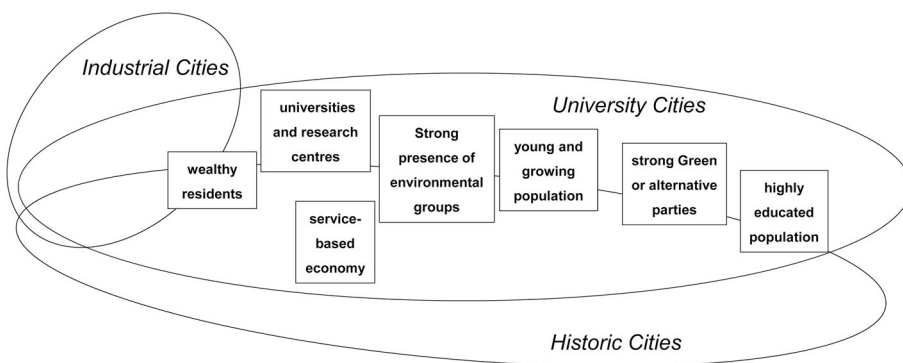 Industrial Cities
University Cities
universities
and research
centres
Strong
presence of
environmental
groups
young and
growing
population
strong Green
or alternative
parties
wealthy
residents
highly
educated
population
service-
based
economy
Historic Cities